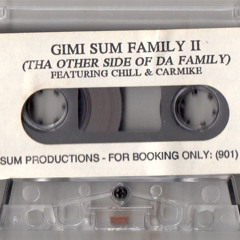 GIMI SUM FAMILY II
(THA OTHER SIDE OF DA FAMILY)
FEATURING CHILL & CARMIKE
SUM PRODUCTIONS - FOR BOOKING ONLY: (901)